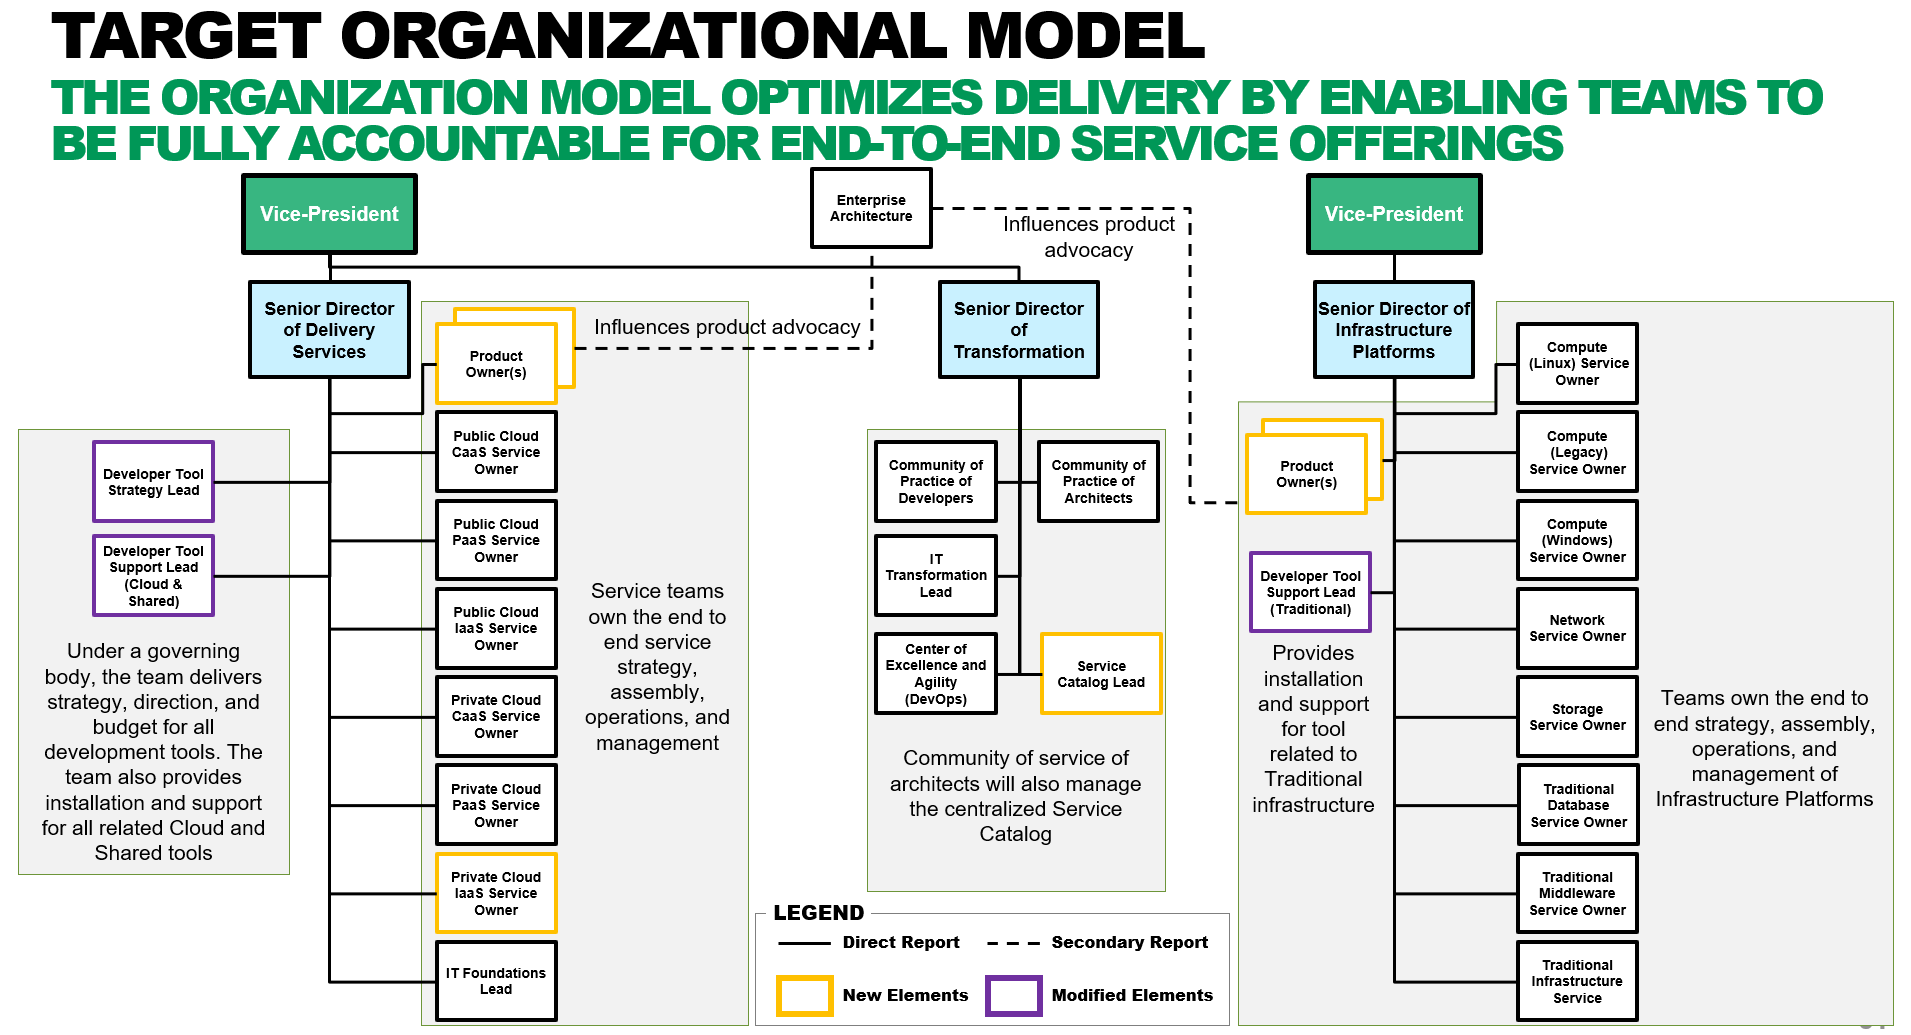 TARGET ORGANIZATIONAL MODEL
THE ORGANIZATION MODEL OPTIMIZES DELIVERY BY ENABLING TEAMS TO
BE FULLY ACCOUNTABLE FOR END-TO-END SERVICE OFFERINGS
Vice-President
Enterprise
Architecture
Influences product
advocacy
Vice-President
Senior Director
of Delivery
Services
Influences product advocacy
Senior Director
of
Transformation
Senior Director of
Infrastructure
Platforms
Developer Tool
Strategy Lead
Developer Tool
Support Lead
(Cloud &
Shared)
Under a governing
body, the team delivers
strategy, direction, and
budget for all
development tools. The
team also provides
installation and support
for all related Cloud and
Shared tools
Product
Owner(s)
Public Cloud
CaaS Service
Owner
Public Cloud
PaaS Service
Owner
Public Cloud
IaaS Service
Owner
Private Cloud
CaaS Service
Owner
Private Cloud
PaaS Service
Owner
Private Cloud
IaaS Service
Owner
IT Foundations
Lead
Service teams
own the end to
end service
strategy,
assembly,
operations, and
management
Community of
Practice of
Developers
Community of
Practice of
Architects
IT
Transformation
Lead
Center of
Excellence and
Agility
(DevOps)
Service
Catalog Lead
Community of service of
architects will also manage
the centralized Service
Catalog
Product
Owner(s)
Developer Tool
Support Lead
(Traditional)
Provides
installation
and support
for tool
related to
Traditional
infrastructure
Compute
(Linux) Service
Owner
Compute
(Legacy)
Service Owner
Compute
(Windows)
Service Owner
Network
Service Owner
Storage
Service Owner
Traditional
Database
Service Owner
Traditional
Middleware
Service Owner
Traditional
Infrastructure
Service
Teams own the end to
end strategy, assembly,
operations, and
management of
Infrastructure Platforms
LEGEND
Direct Report
Secondary Report
New Elements
Modified Elements